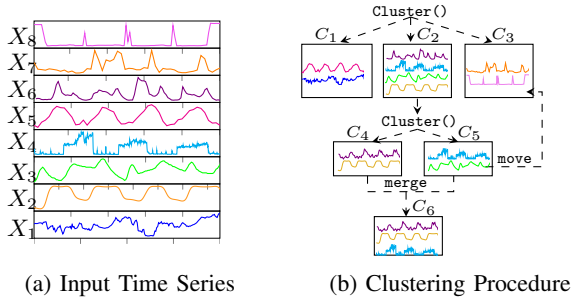 X8
X7
X6
X5
X4
X3
X2
X1
(a) Input Time Series
Cluster()
C1
C2
C3
Cluster()
C4
C5
move
merge
C6
(b) Clustering Procedure